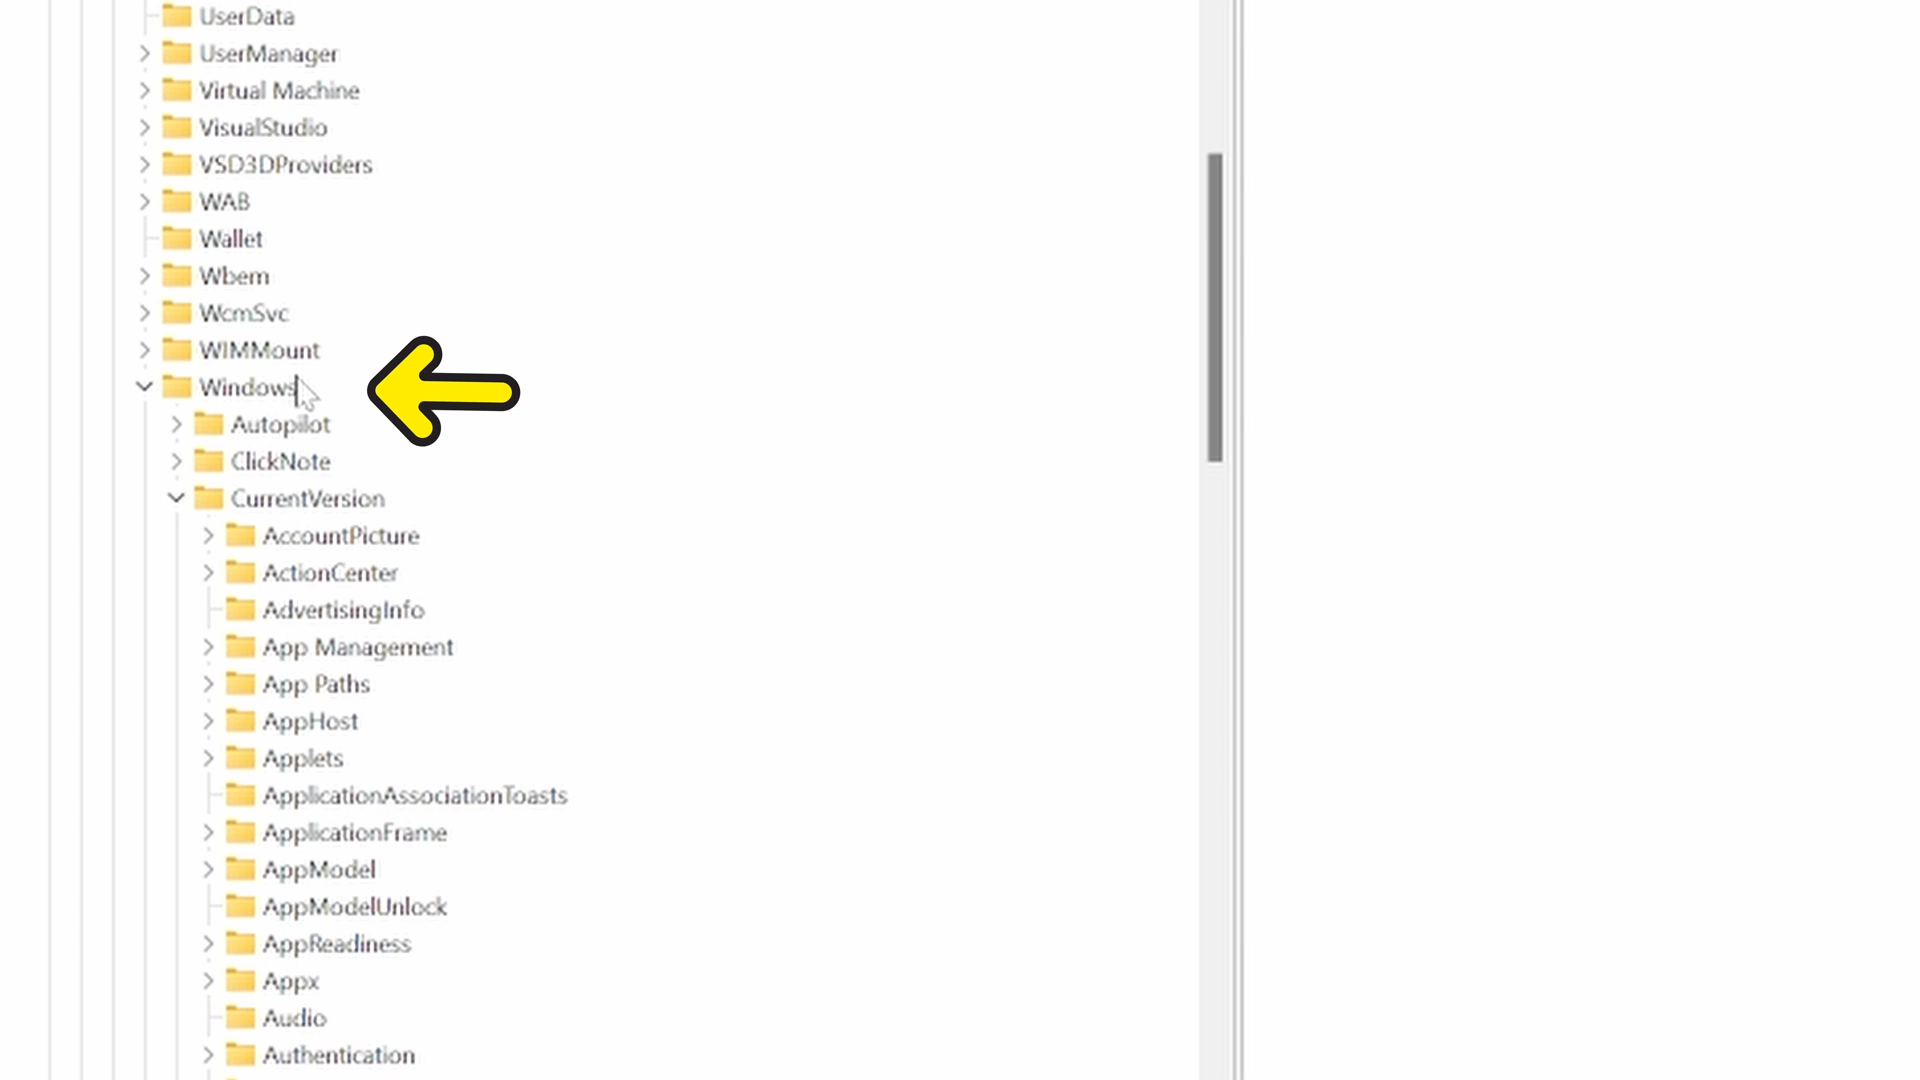 UserData
UserManager
Virtual Machine
VisualStudio
VSD3DProviders
WAB
Wallet
Wbem
WcmSvc
WIMMount
Windows
Autopilot
ClickNote
CurrentVersion
AccountPicture
ActionCenter
AdvertisingInfo
App Management
App Paths
AppHost
Applets
ApplicationAssociationToasts
ApplicationFrame
AppModel
AppModelUnlock
AppReadiness
Appx
Audio
Authentication